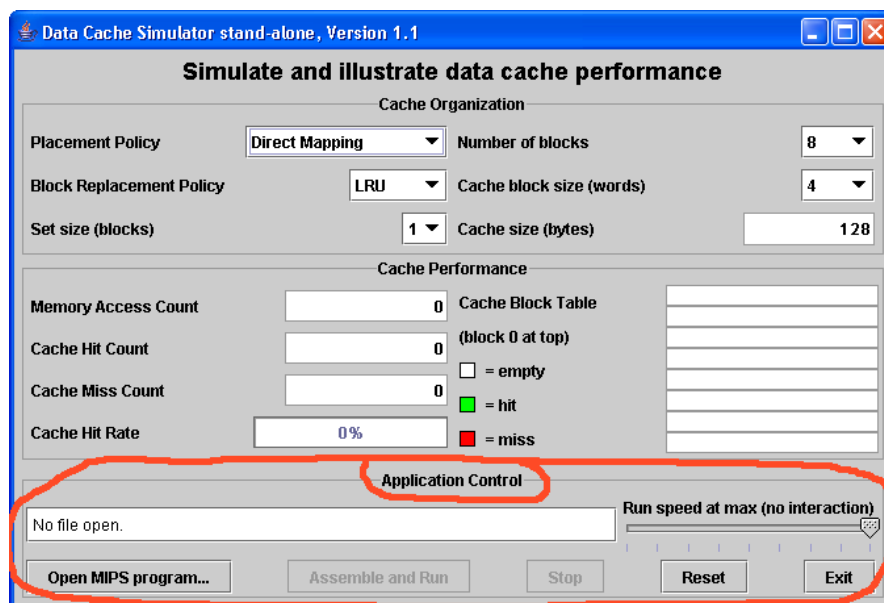 Data Cache Simulator stand-alone, Version 1.1
Simulate and illustrate data cache performance
Cache Organization
Placement Policy Direct Mapping Number of blocks 8
Block Replacement Policy LRU Cache block size (words) 4
Set size (blocks) 1 Cache size (bytes) 128
Cache Performance
Memory Access Count 0 Cache Block Table
(block 0 at top)
Cache Hit Count 0
= empty
Cache Miss Count 0
= hit
Cache Hit Rate 0%
= miss
Application Control
Run speed at max (no interaction)
No file open.
Open MIPS program... Assemble and Run Stop Reset Exit